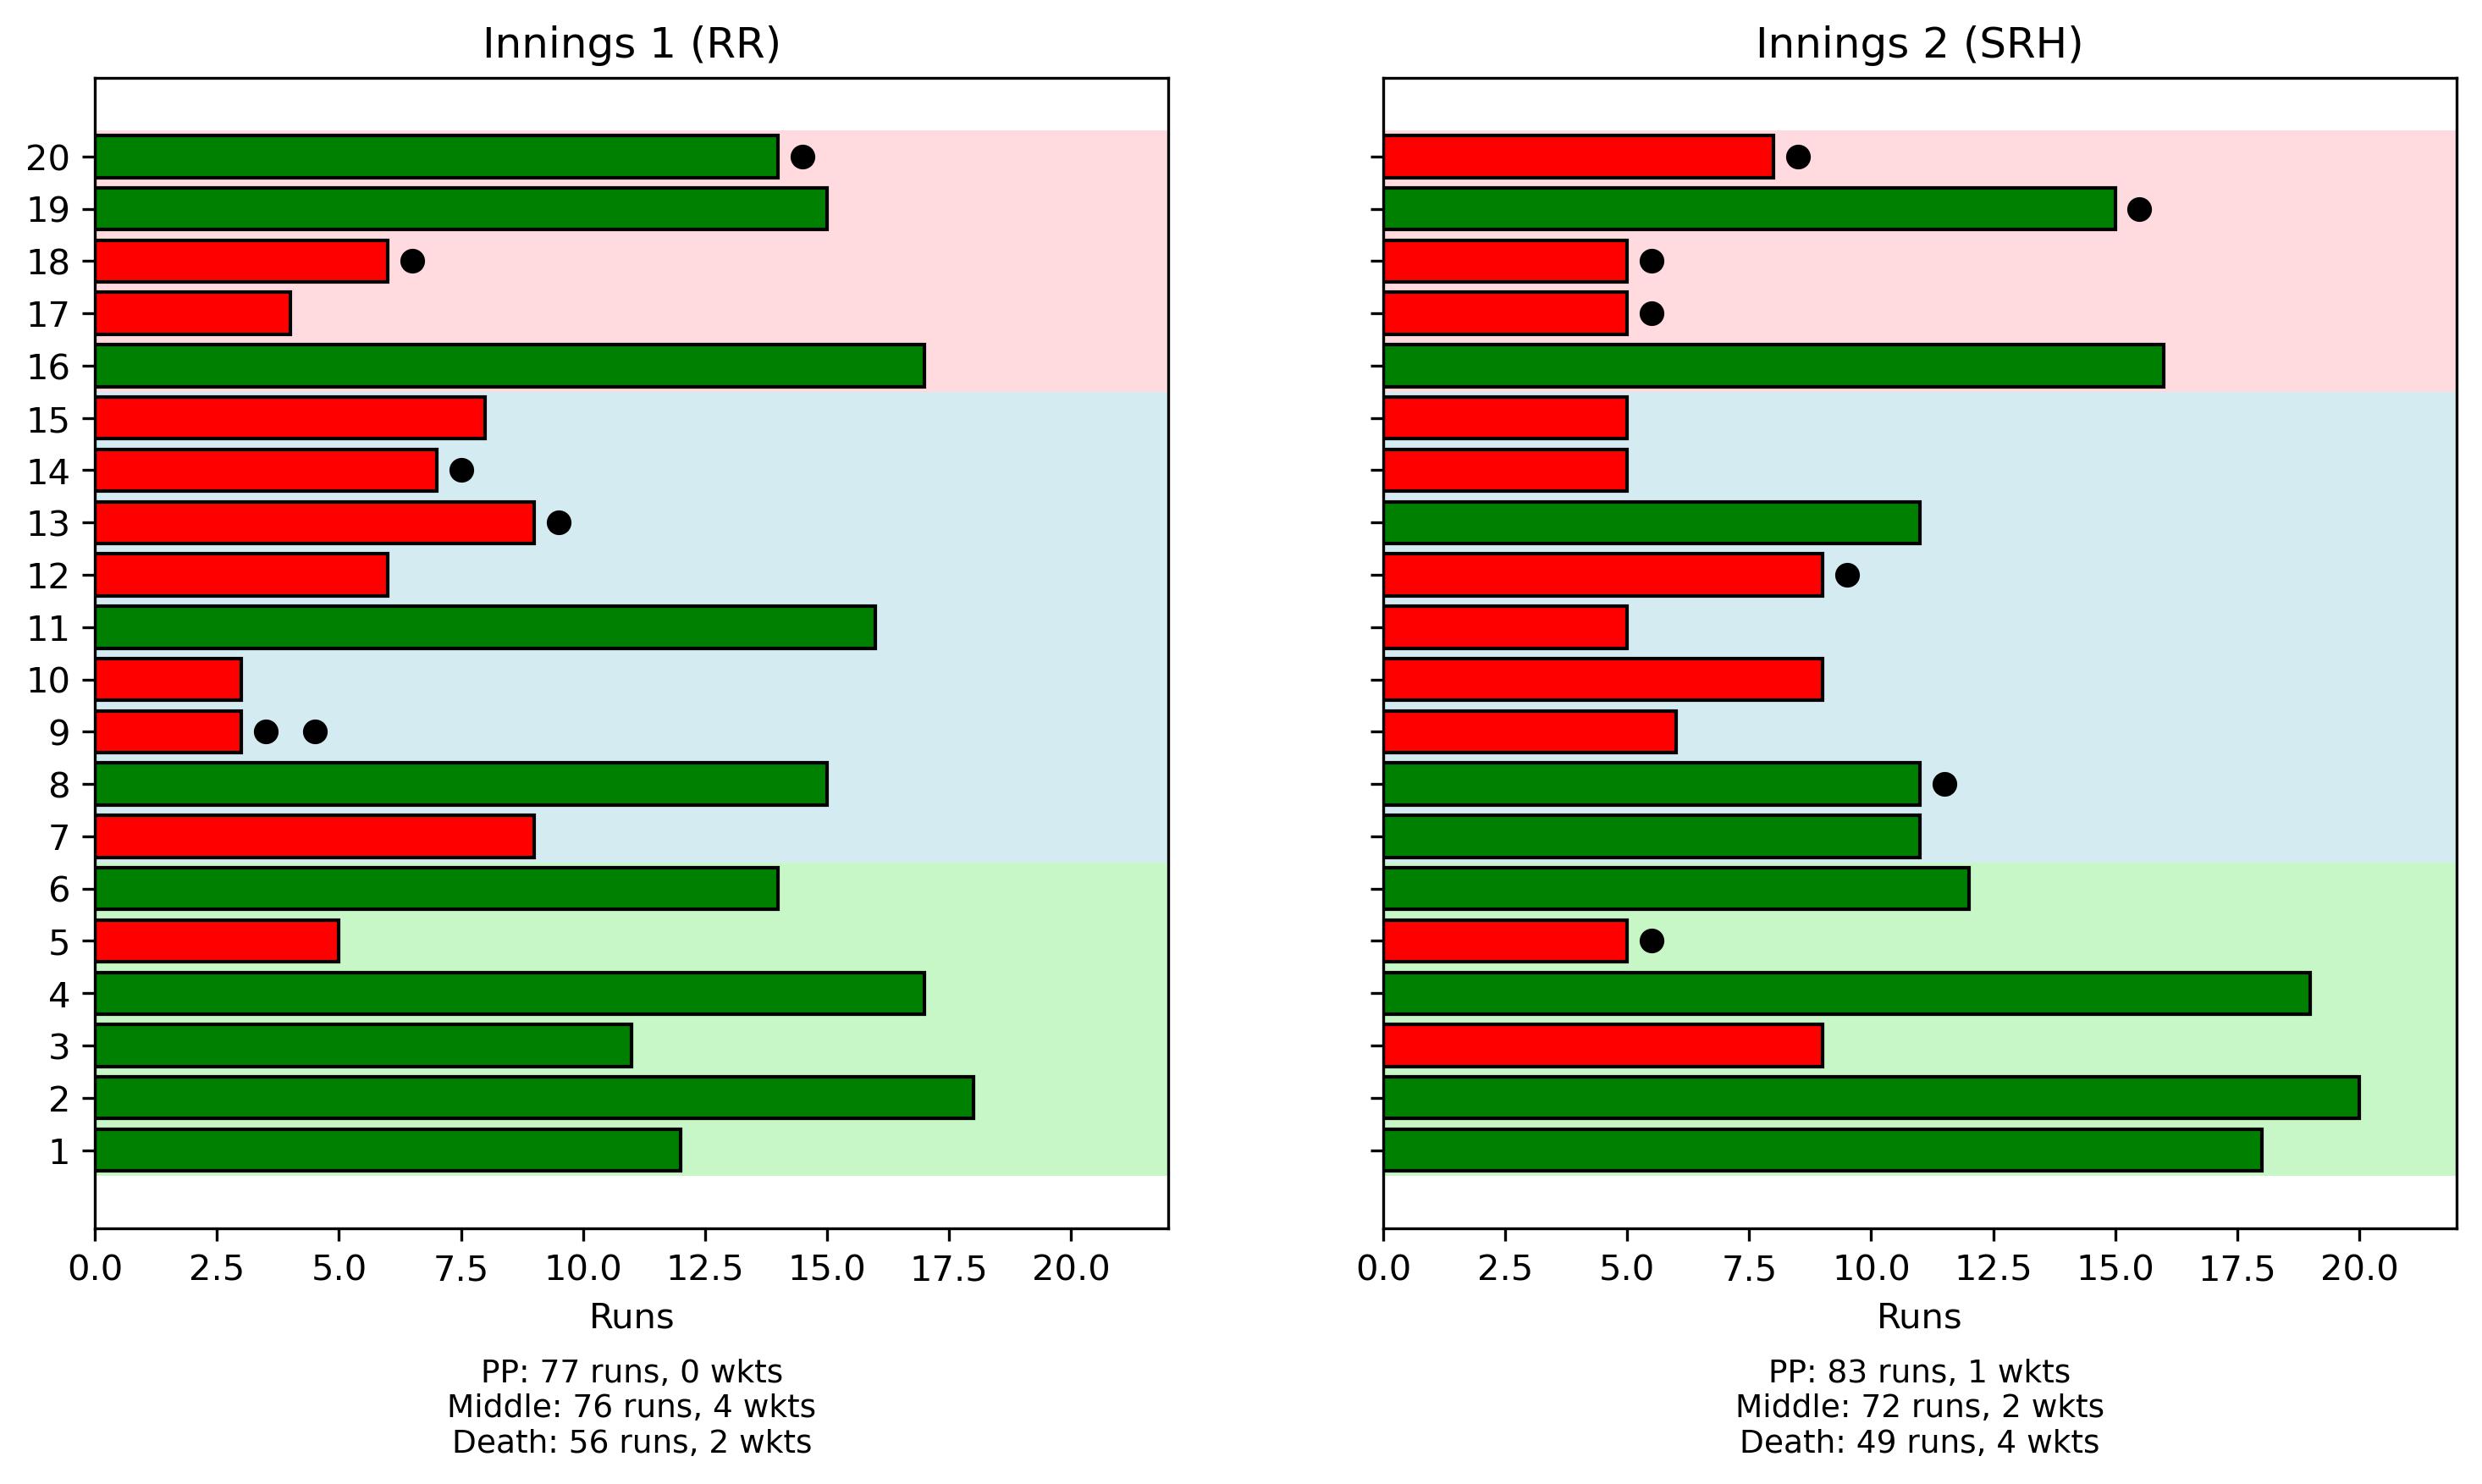 Innings 1 (RR)
20
19
18
17
16
15
14
13
12
11
10
9
8
7
6
5
4
3
2
1
0.0 2.5 5.0 7.5 10.0 12.5 15.0 17.5 20.0
Runs
PP: 77 runs, 0 wkts
Middle: 76 runs, 4 wkts
Death: 56 runs, 2 wkts
Innings 2 (SRH)
0.0 2.5 5.0 7.5 10.0 12.5 15.0 17.5 20.0
Runs
PP: 83 runs, 1 wkts
Middle: 72 runs, 2 wkts
Death: 49 runs, 4 wkts